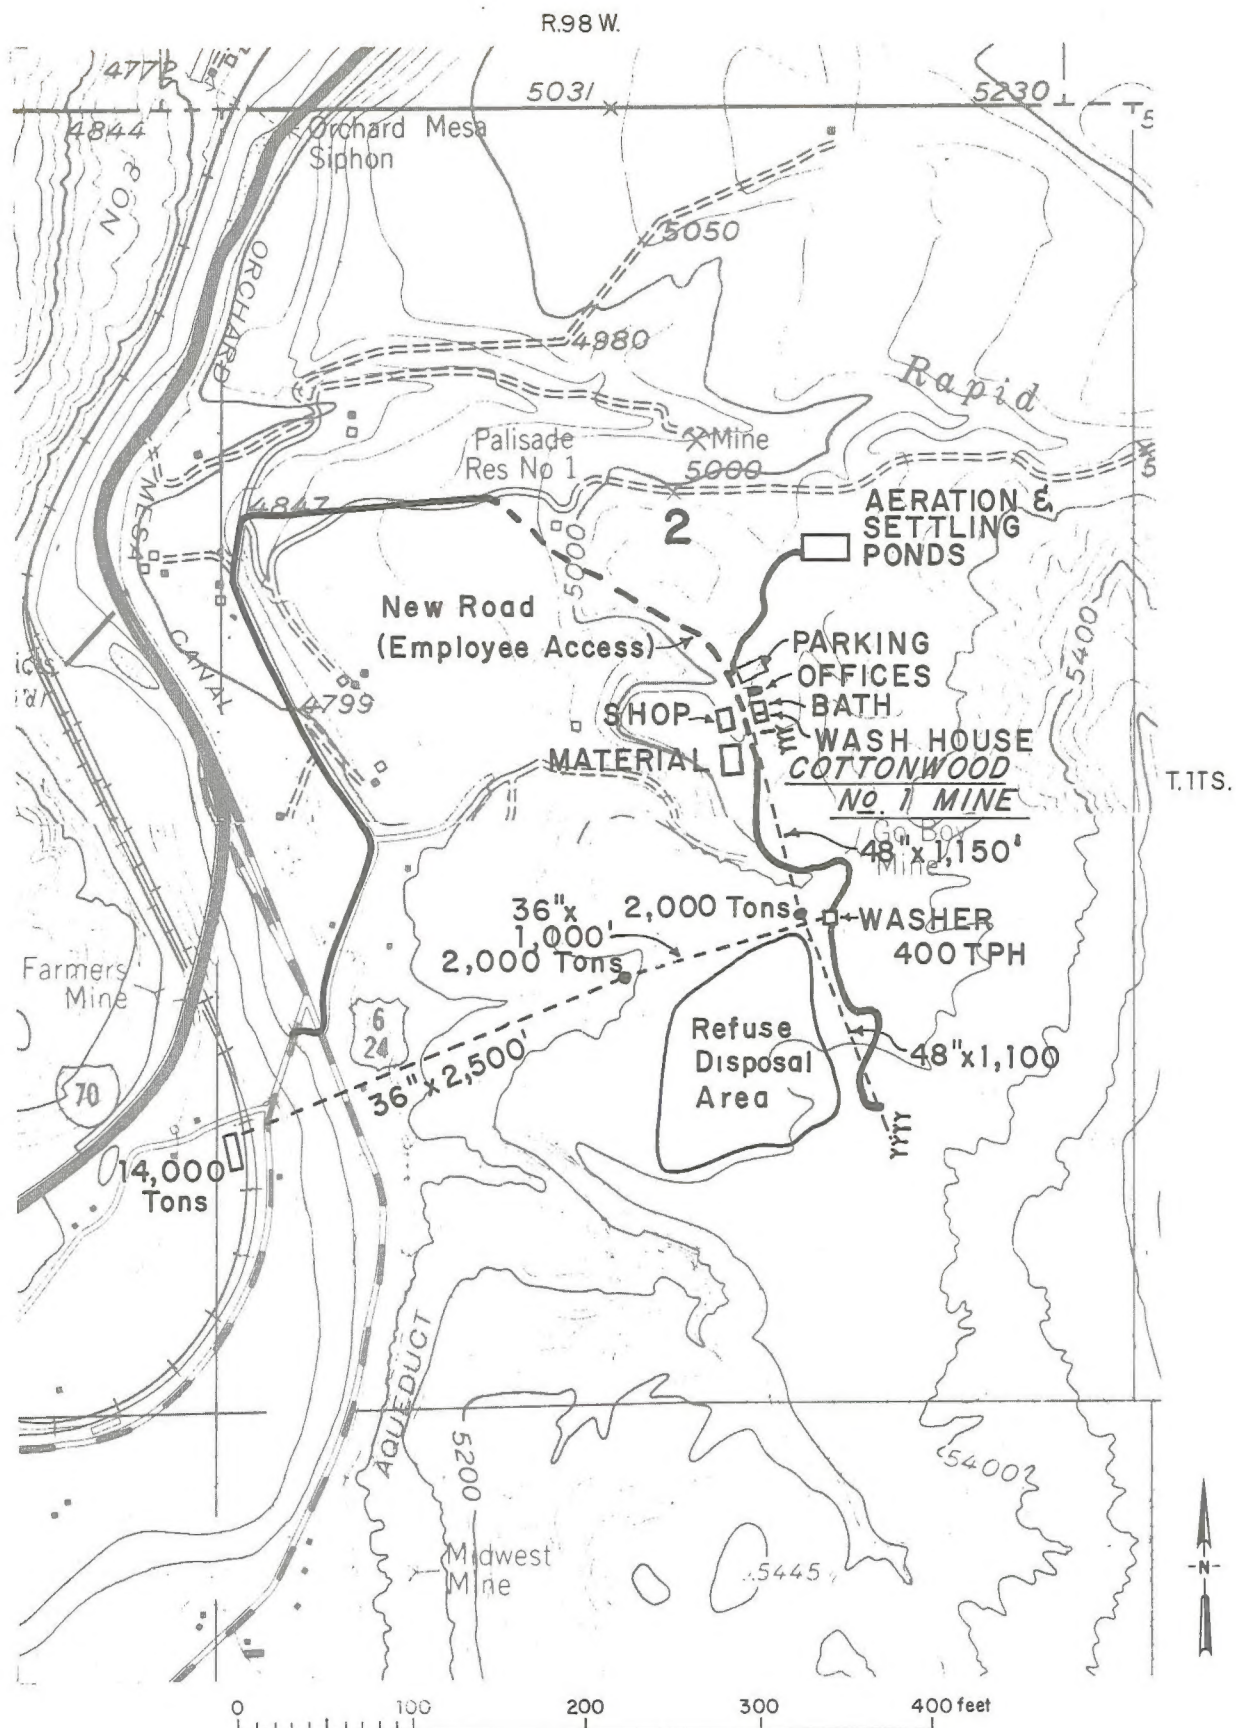 R.98 W.
4772
5031
5230
4844
5
Orchard Mesa
Siphon
NO 3
ORCHARD
5050
4980
Rapid
Palisade
Res No 1
Mine
5000
5
MESA
4847
2
AERATION &
SETTLING
PONDS
5000
New Road
(Employee Access)
5400
PARKING
OFFICES
BATH
WASH HOUSE
CANAL
4799
SHOP
MATERIAL
COTTONWOOD
No. 1 MINE
T.11S.
Go Boy
Mine
48"x 1,150'
36"x
1,000'
2,000 Tons
2,000 Tons
WASHER
400 TPH
Farmers
Mine
6
24
Refuse
Disposal
Area
48"x1,100
70
36" x 2,500'
14,000
Tons
AQUEDUCT
5200
5400
Midwest
Mine
5445
N
0 100 200 300 400 feet